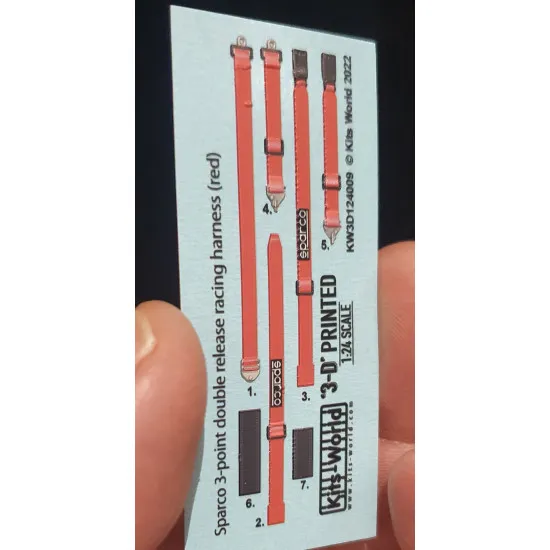 Sparco 3-point double release racing harness (red)
1.
2.
3.
4.
5.
6.
7.
sparco
sparco
Kits-World
www.kits-world.com
'3-D' PRINTED
1:24 SCALE
KW3D124009 © Kits World 2022